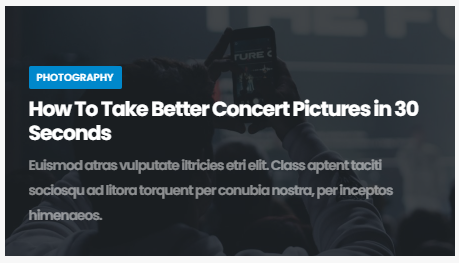 PHOTOGRAPHY
How To Take Better Concert Pictures in 30
Seconds
Euismod atras vulputate iltricies etri elit. Class aptent taciti
sociosqu ad litora torquent per conubia nostra, per inceptos
himenaeos.